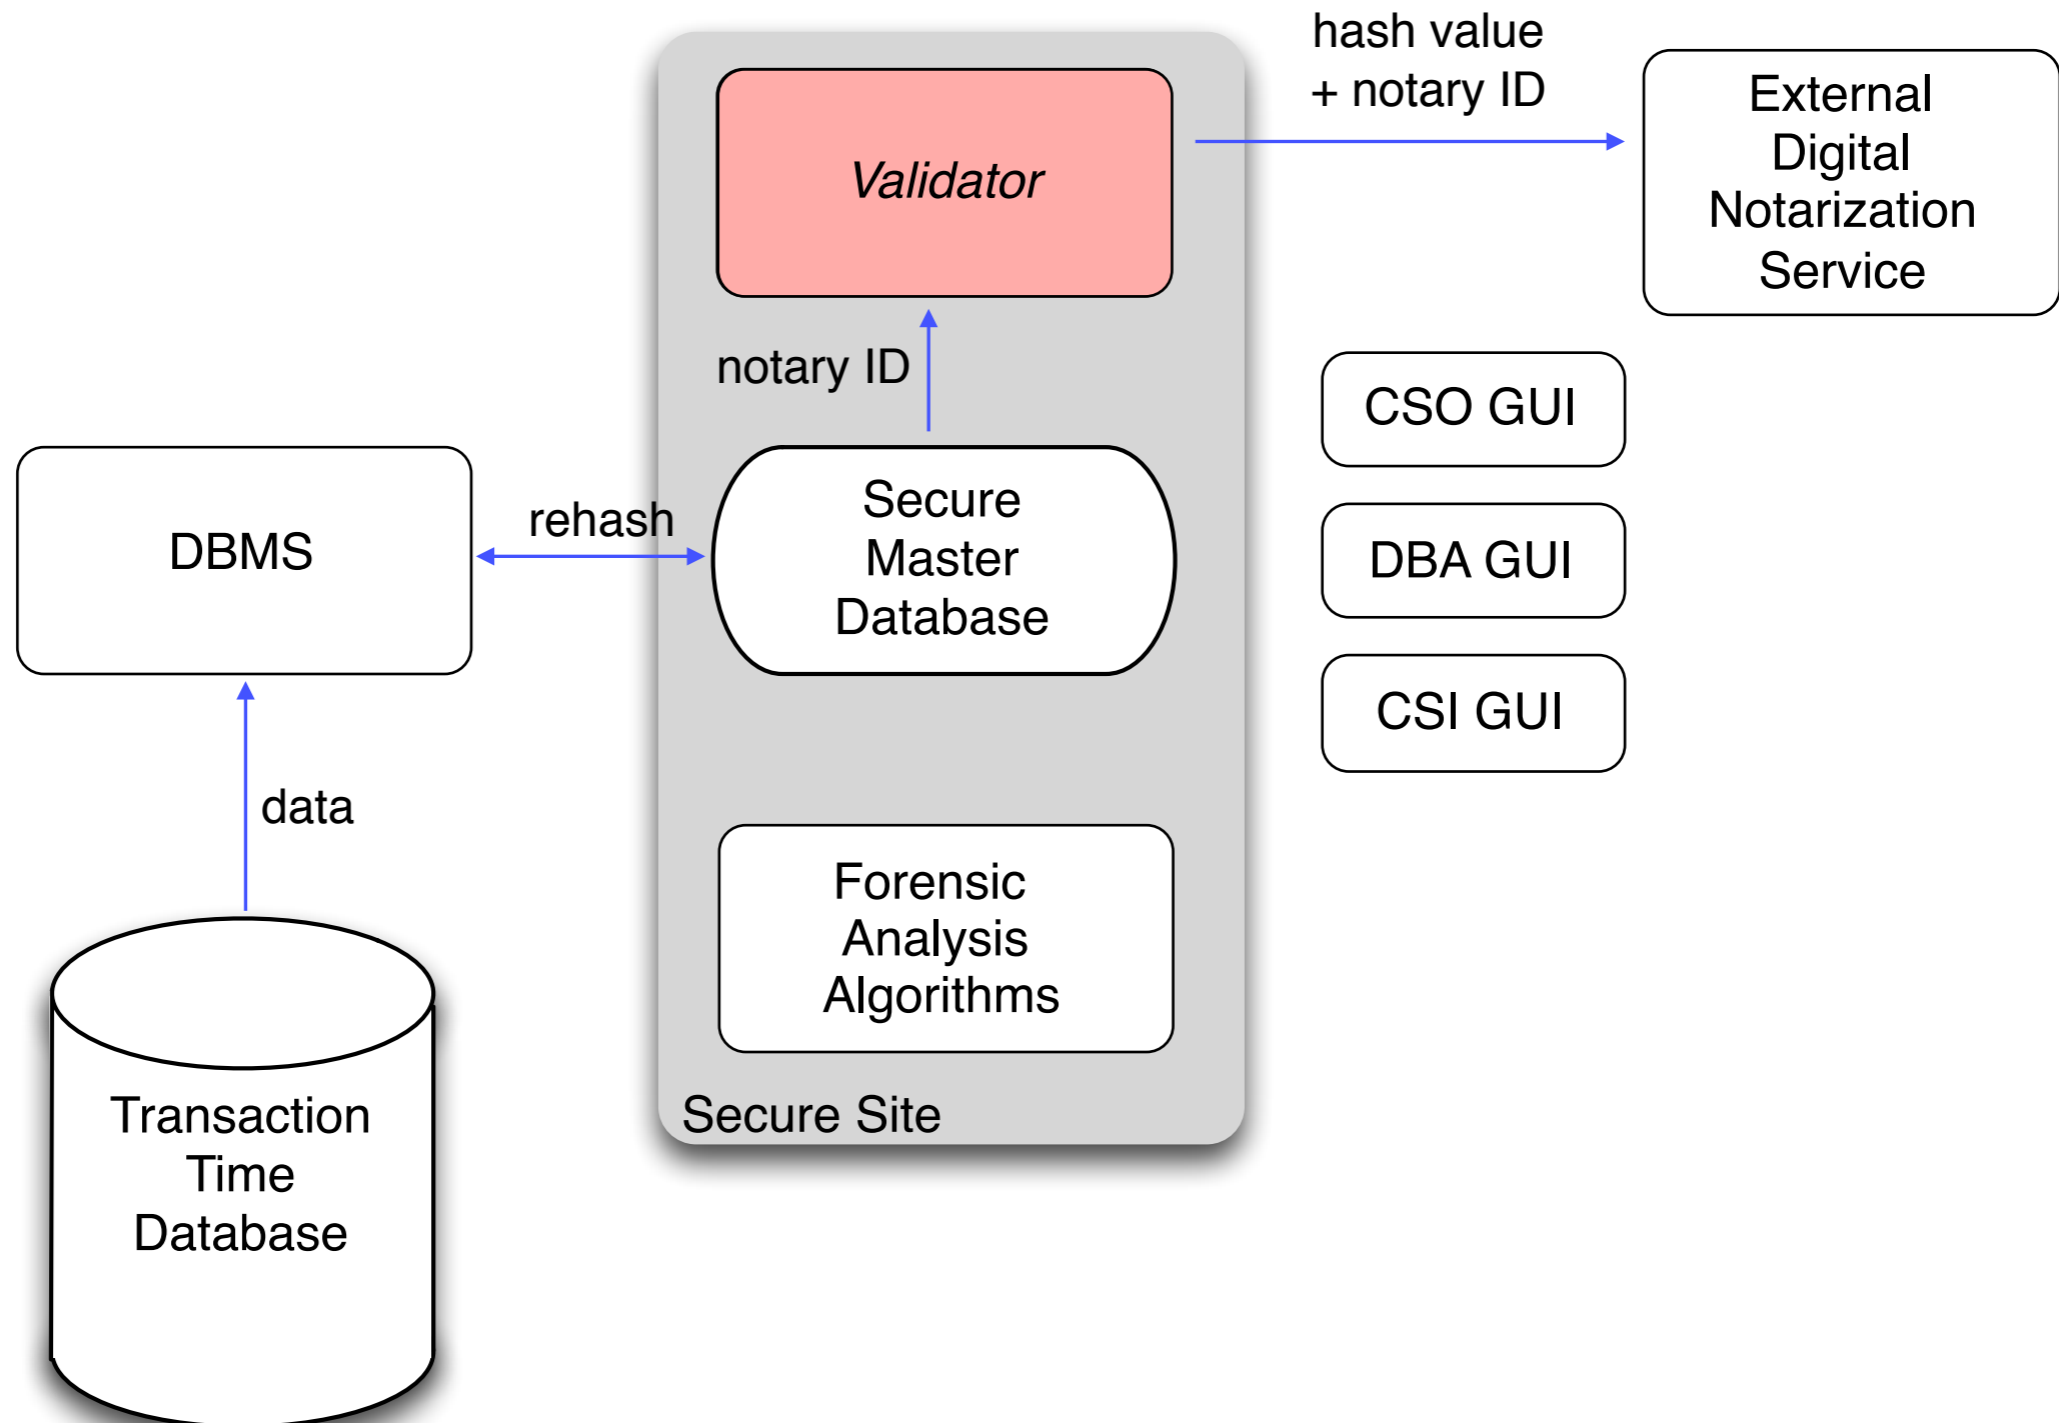 hash value
+ notary ID
External
Digital
Notarization
Service
Validator
notary ID
CSO GUI
DBMS
rehash
Secure
Master
Database
DBA GUI
CSI GUI
data
Forensic
Analysis
Algorithms
Secure Site
Transaction
Time
Database